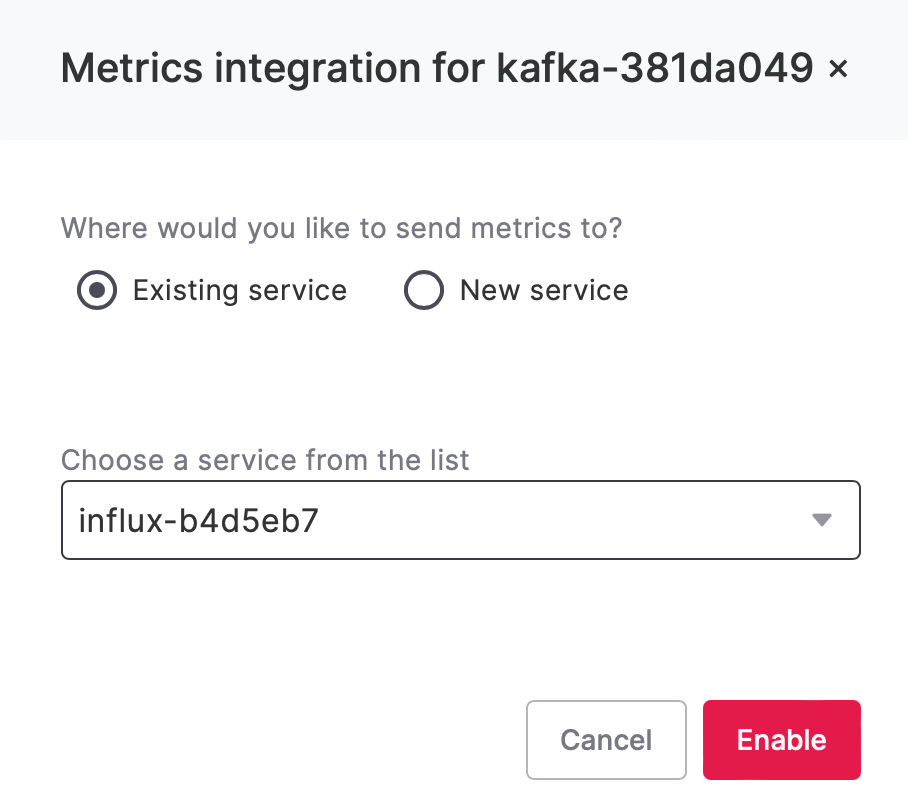 Metrics integration for kafka-381da049 ×
Where would you like to send metrics to?
Existing service New service
Choose a service from the list
influx-b4d5eb7
Cancel Enable